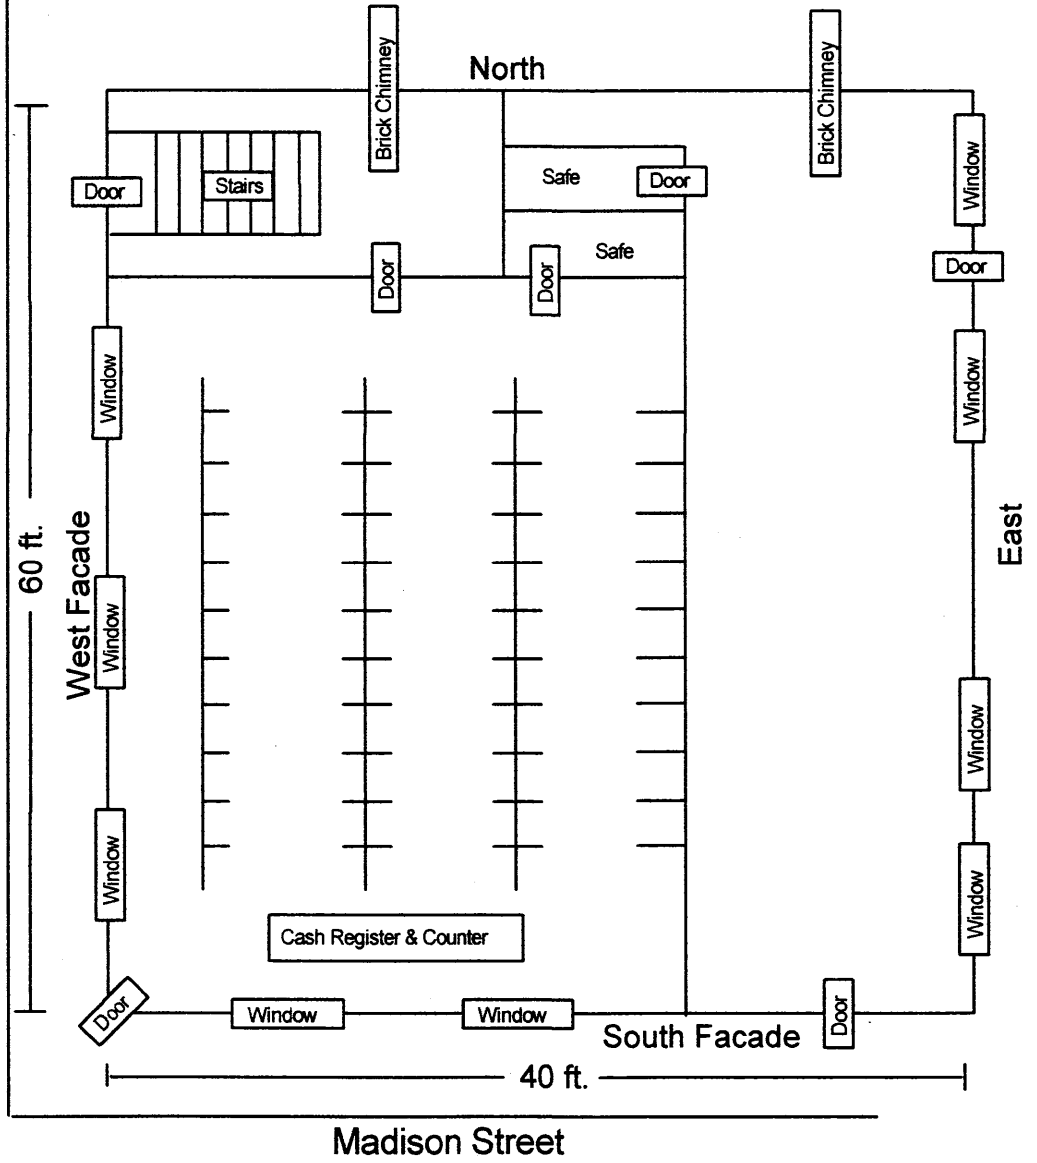 North
Brick Chimney
Brick Chimney
Window
Door
Stairs
Safe
Door
Safe
Door
Door
Door
Window
Window
60 ft.
West Facade
East
Window
Window
Window
Window
Cash Register & Counter
Door
Window
Window
South Facade
Door
40 ft.
Madison Street